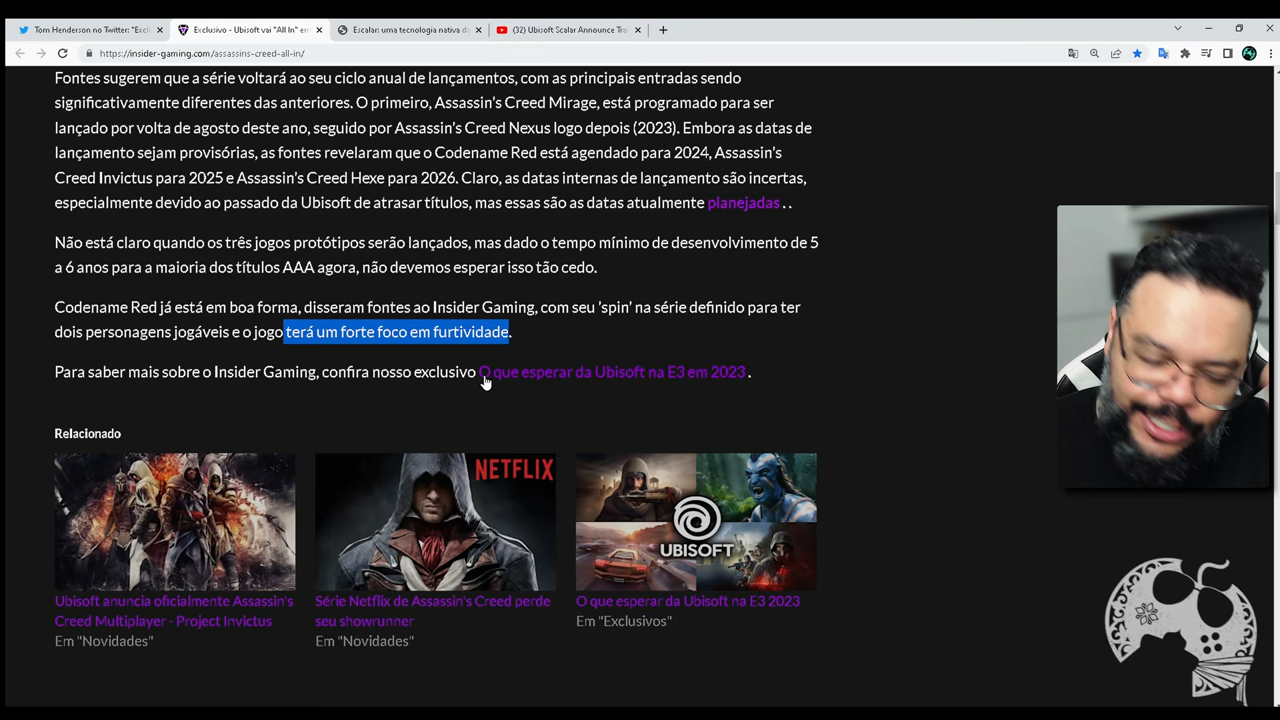 Tom Henderson no Twitter: "Excl
Exclusivo - Ubisoft vai "All In" em
Escalar: uma tecnologia nativa d
(32) Ubisoft Scalar Announce Tra
https://insider-gaming.com/assassins-creed-all-in/
Fontes sugerem que a série voltará ao seu ciclo anual de lançamentos, com as principais entradas sendo
significativamente diferentes das anteriores. O primeiro, Assassin's Creed Mirage, está programado para ser
lançado por volta de agosto deste ano, seguido por Assassin's Creed Nexus logo depois (2023). Embora as datas de
lançamento sejam provisórias, as fontes revelaram que o Codename Red está agendado para 2024, Assassin's
Creed Invictus para 2025 e Assassin's Creed Hexe para 2026. Claro, as datas internas de lançamento são incertas,
especialmente devido ao passado da Ubisoft de atrasar títulos, mas essas são as datas atualmente planejadas . .
Não está claro quando os três jogos protótipos serão lançados, mas dado o tempo mínimo de desenvolvimento de 5
a 6 anos para a maioria dos títulos AAA agora, não devemos esperar isso tão cedo.
Codename Red já está em boa forma, disseram fontes ao Insider Gaming, com seu 'spin' na série definido para ter
dois personagens jogáveis e o jogo terá um forte foco em furtividade.
Para saber mais sobre o Insider Gaming, confira nosso exclusivo O que esperar da Ubisoft na E3 em 2023 .
Relacionado
NETFLIX
UBISOFT
Ubisoft anuncia oficialmente Assassin's
Creed Multiplayer - Project Invictus
Em "Novidades"
Série Netflix de Assassin's Creed perde
seu showrunner
Em "Novidades"
O que esperar da Ubisoft na E3 2023
Em "Exclusivos"